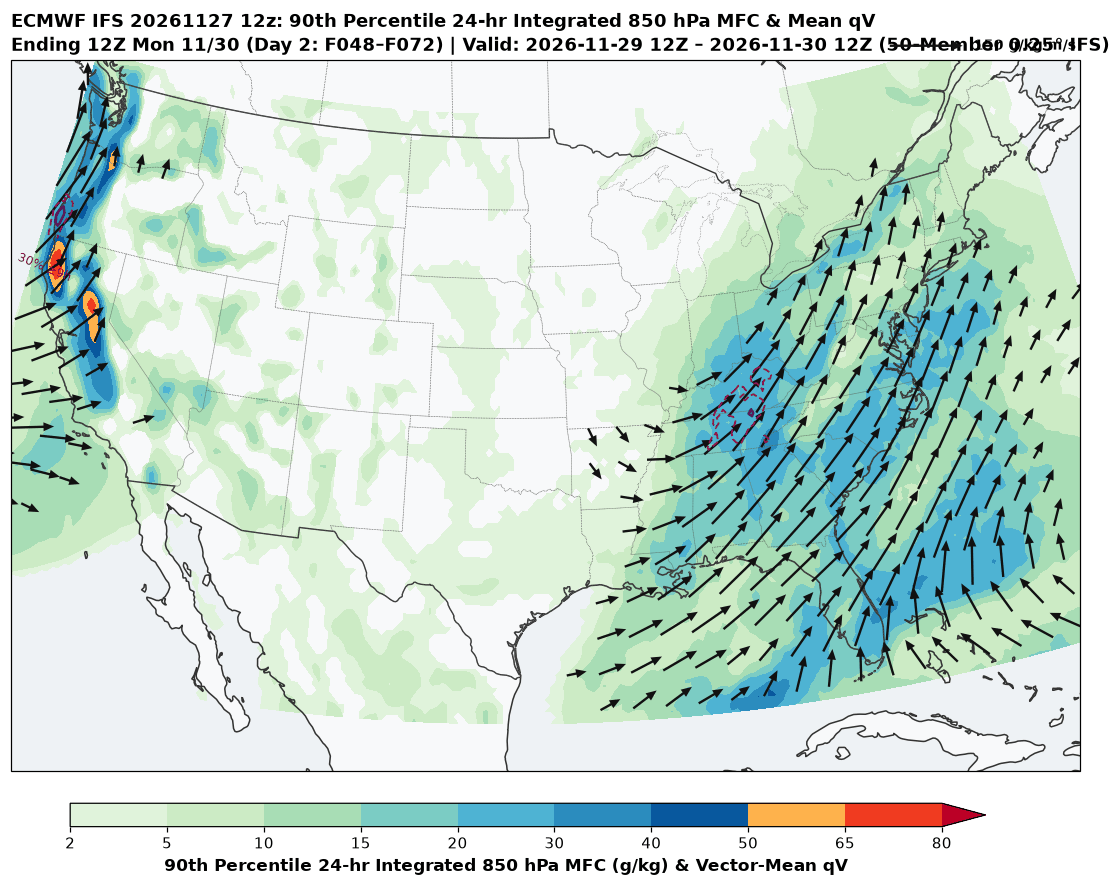 ECMWF IFS 20261127 12z: 90th Percentile 24-hr Integrated 850 hPa MFC & Mean qV
Ending 12Z Mon 11/30 (Day 2: F048–F072) | Valid: 2026-11-29 12Z – 2026-11-30 12Z (50-Member 0.25° IFS)
150 g/kg m/s
30%
2 5 10 15 20 30 40 50 65 80
90th Percentile 24-hr Integrated 850 hPa MFC (g/kg) & Vector-Mean qV